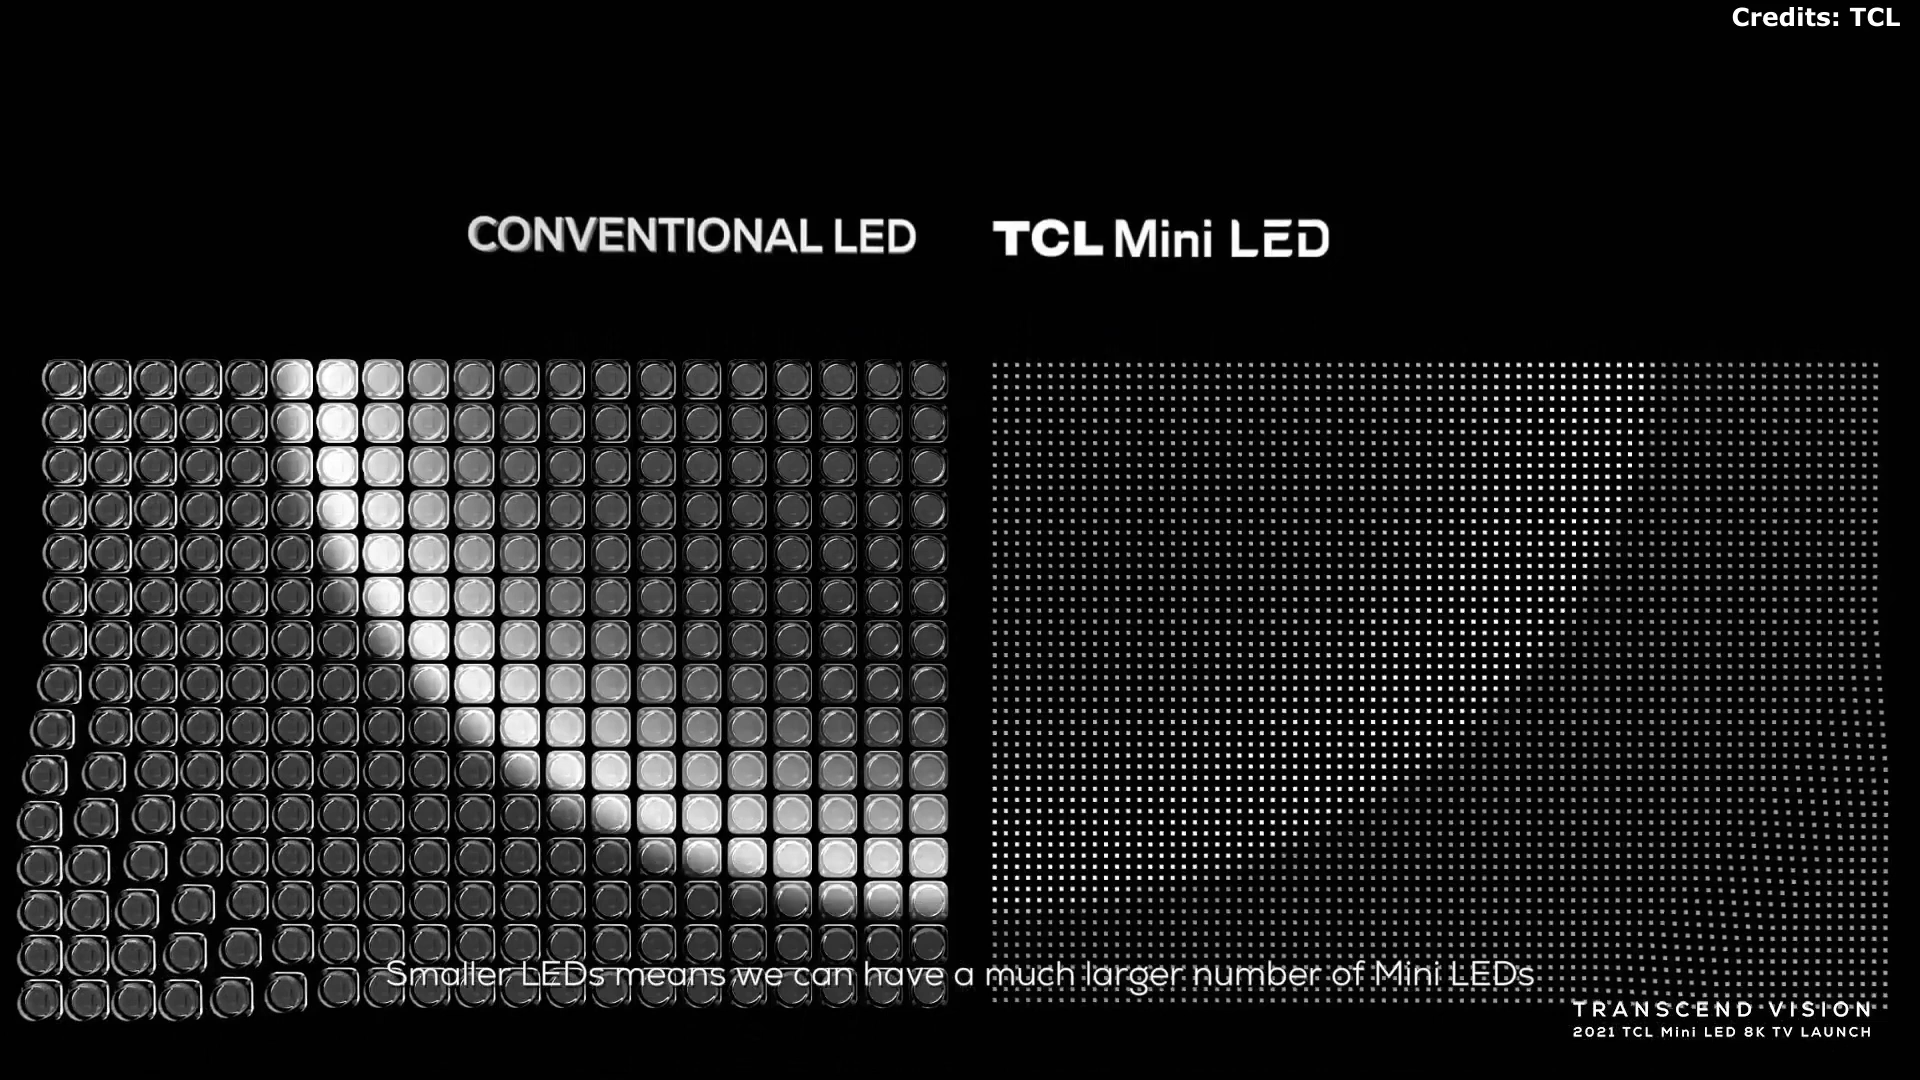 Credits: TCL
CONVENTIONAL LED
TCL Mini LED
Smaller LEDs means we can have a much larger number of Mini LEDs
TRANSCEND VISION
2021 TCL Mini LED 8K TV LAUNCH